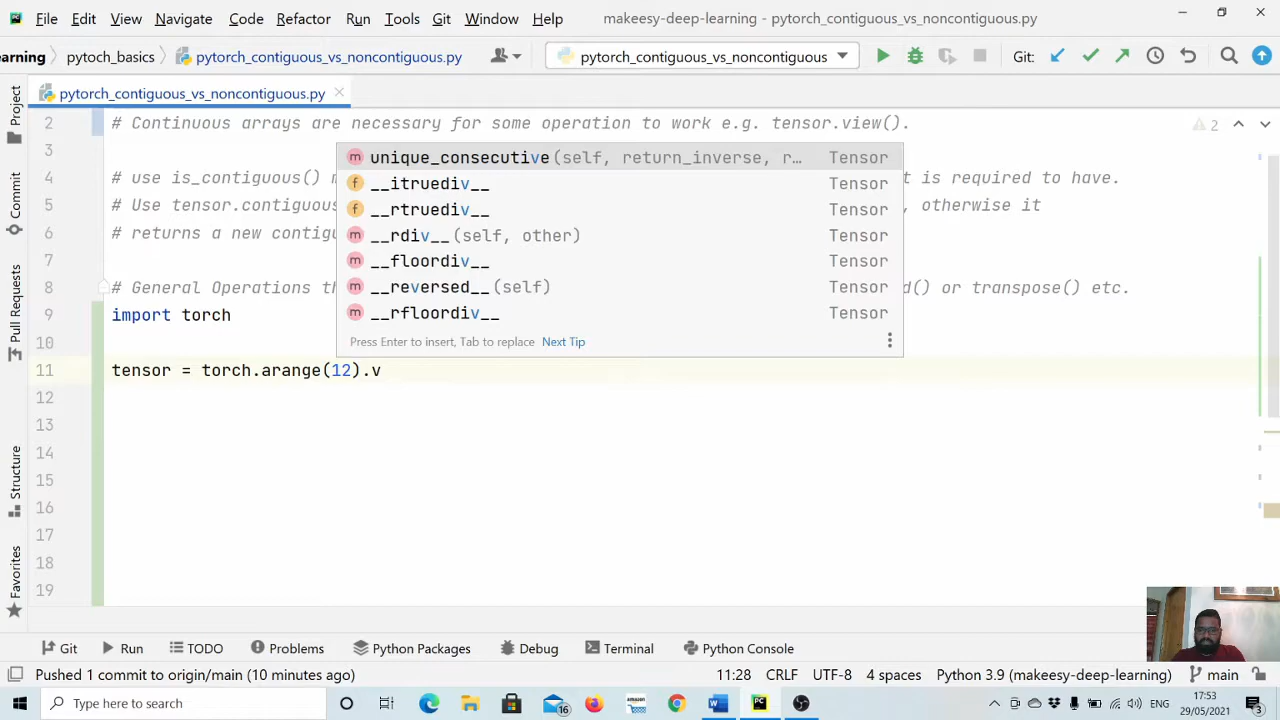 File Edit View Navigate Code Refactor Run Tools Git Window Help makeesy-deep-learning - pytorch_contiguous_vs_noncontiguous.py
earning pytoch_basics pytorch_contiguous_vs_noncontiguous.py pytorch_contiguous_vs_noncontiguous Git:
pytorch_contiguous_vs_noncontiguous.py
Project
Commit
Pull Requests
Structure
Favorites
2 # Continuous arrays are necessary for some operation to work e.g. tensor.view().
2
3
4 # use is_contiguous() m t is required to have.
5 # Use tensor.contiguous , otherwise it
6 # returns a new contigu
7
8 # General Operations th d() or transpose() etc.
9 import torch
10
11 tensor = torch.arange(12).v
12
13
14
15
16
17
18
19
unique_consecutive(self, return_inverse, r… Tensor
__itruediv__ Tensor
__rtruediv__ Tensor
__rdiv__(self, other) Tensor
__floordiv__ Tensor
__reversed__(self) Tensor
__rfloordiv__ Tensor
Press Enter to insert, Tab to replace Next Tip
Git Run TODO Problems Python Packages Debug Terminal Python Console
Pushed 1 commit to origin/main (10 minutes ago) 11:28 CRLF UTF-8 4 spaces Python 3.9 (makeesy-deep-learning) main
Type here to search 16 amazon ENG 17:53
29/05/2021 3